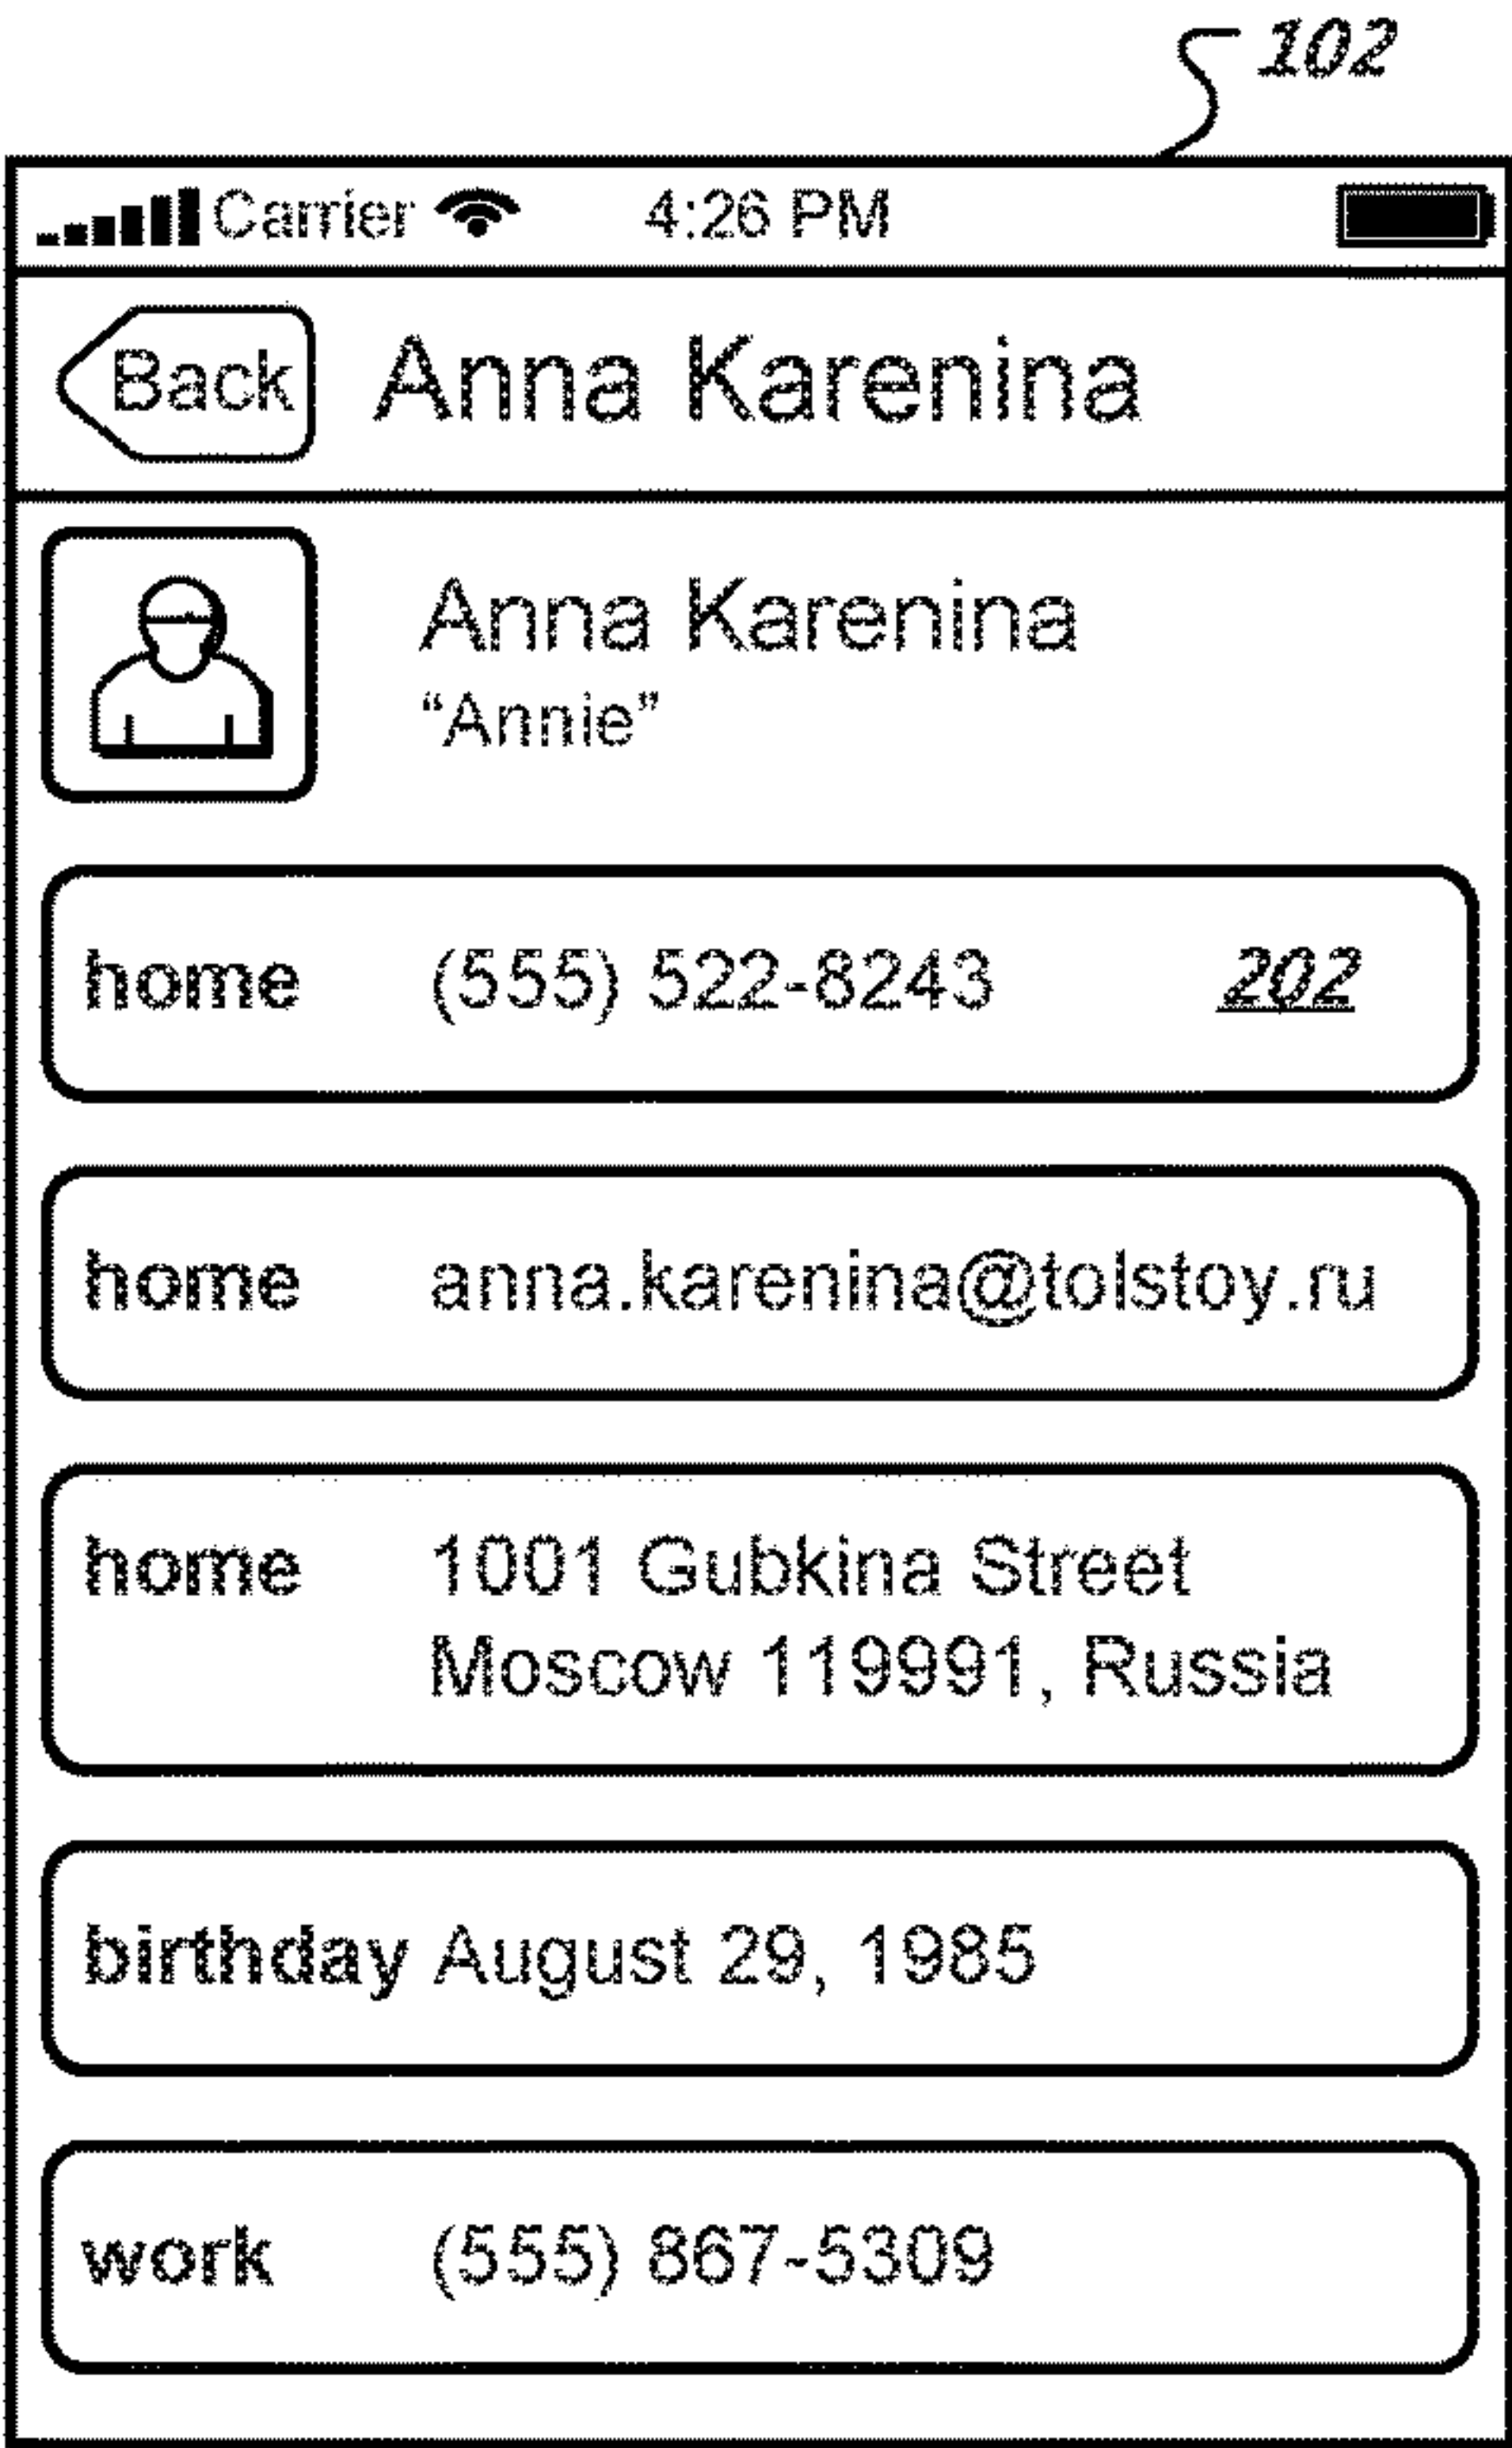 102
Carrier 4:26 PM
Back Anna Karenina
Anna Karenina
“Annie”
home (555) 522-8243 202
home anna.karenina@tolstoy.ru
home 1001 Gubkina Street
Moscow 119991, Russia
birthday August 29, 1985
work (555) 867-5309